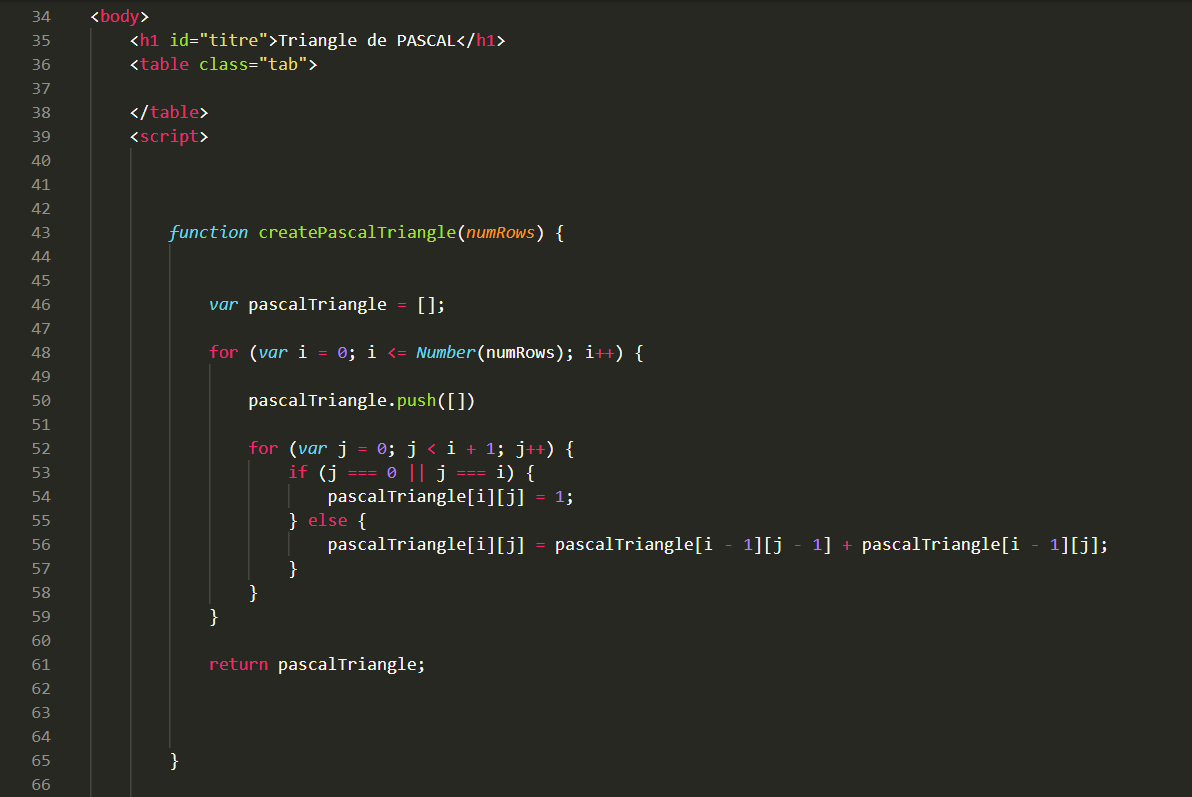 34 <body>
35 <h1 id="titre">Triangle de PASCAL</h1>
36 <table class="tab">
37
38 </table>
39 <script>
40
41
42
43 function createPascalTriangle(numRows) {
44
45
46 var pascalTriangle = [];
47
48 for (var i = 0; i <= Number(numRows); i++) {
49
50 pascalTriangle.push([])
51
52 for (var j = 0; j < i + 1; j++) {
53 if (j === 0 || j === i) {
54 pascalTriangle[i][j] = 1;
55 } else {
56 pascalTriangle[i][j] = pascalTriangle[i - 1][j - 1] + pascalTriangle[i - 1][j];
57 }
58 }
59 }
60
61 return pascalTriangle;
62
63
64
65 }
66